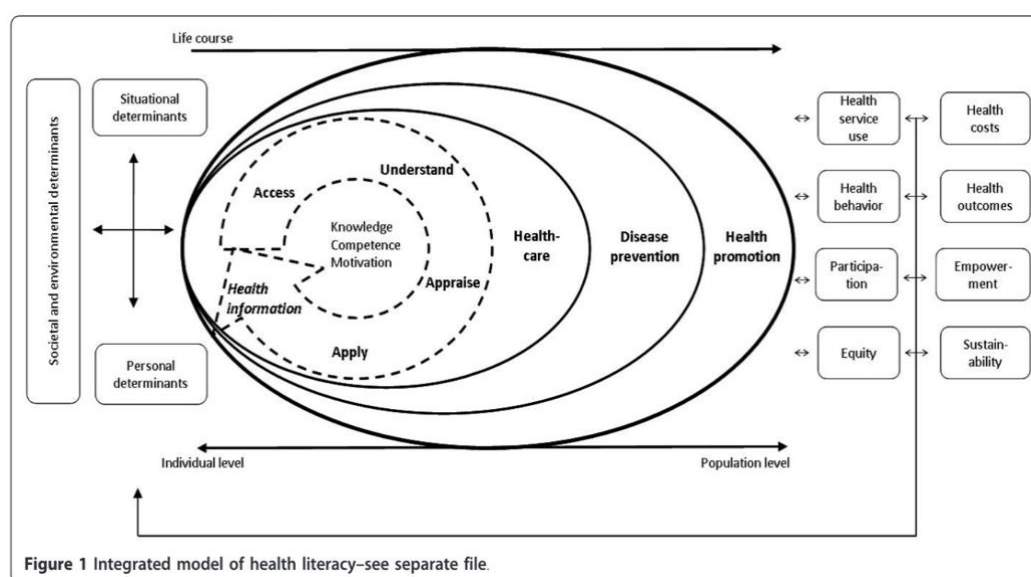 Life course
Societal and environmental determinants
Situational
determinants
Personal
determinants
Access
Understand
Knowledge
Competence
Motivation
Health
information
Appraise
Apply
Health-
care
Disease
prevention
Health
promotion
Health
service
use
Health
costs
Health
behavior
Health
outcomes
Participa-
tion
Empower-
ment
Equity
Sustain-
ability
Individual level
Population level
Figure 1 Integrated model of health literacy–see separate file.